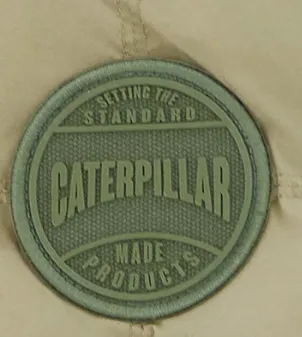 SETTING THE
STANDARD
CATERPILLAR
MADE
PRODUCTS